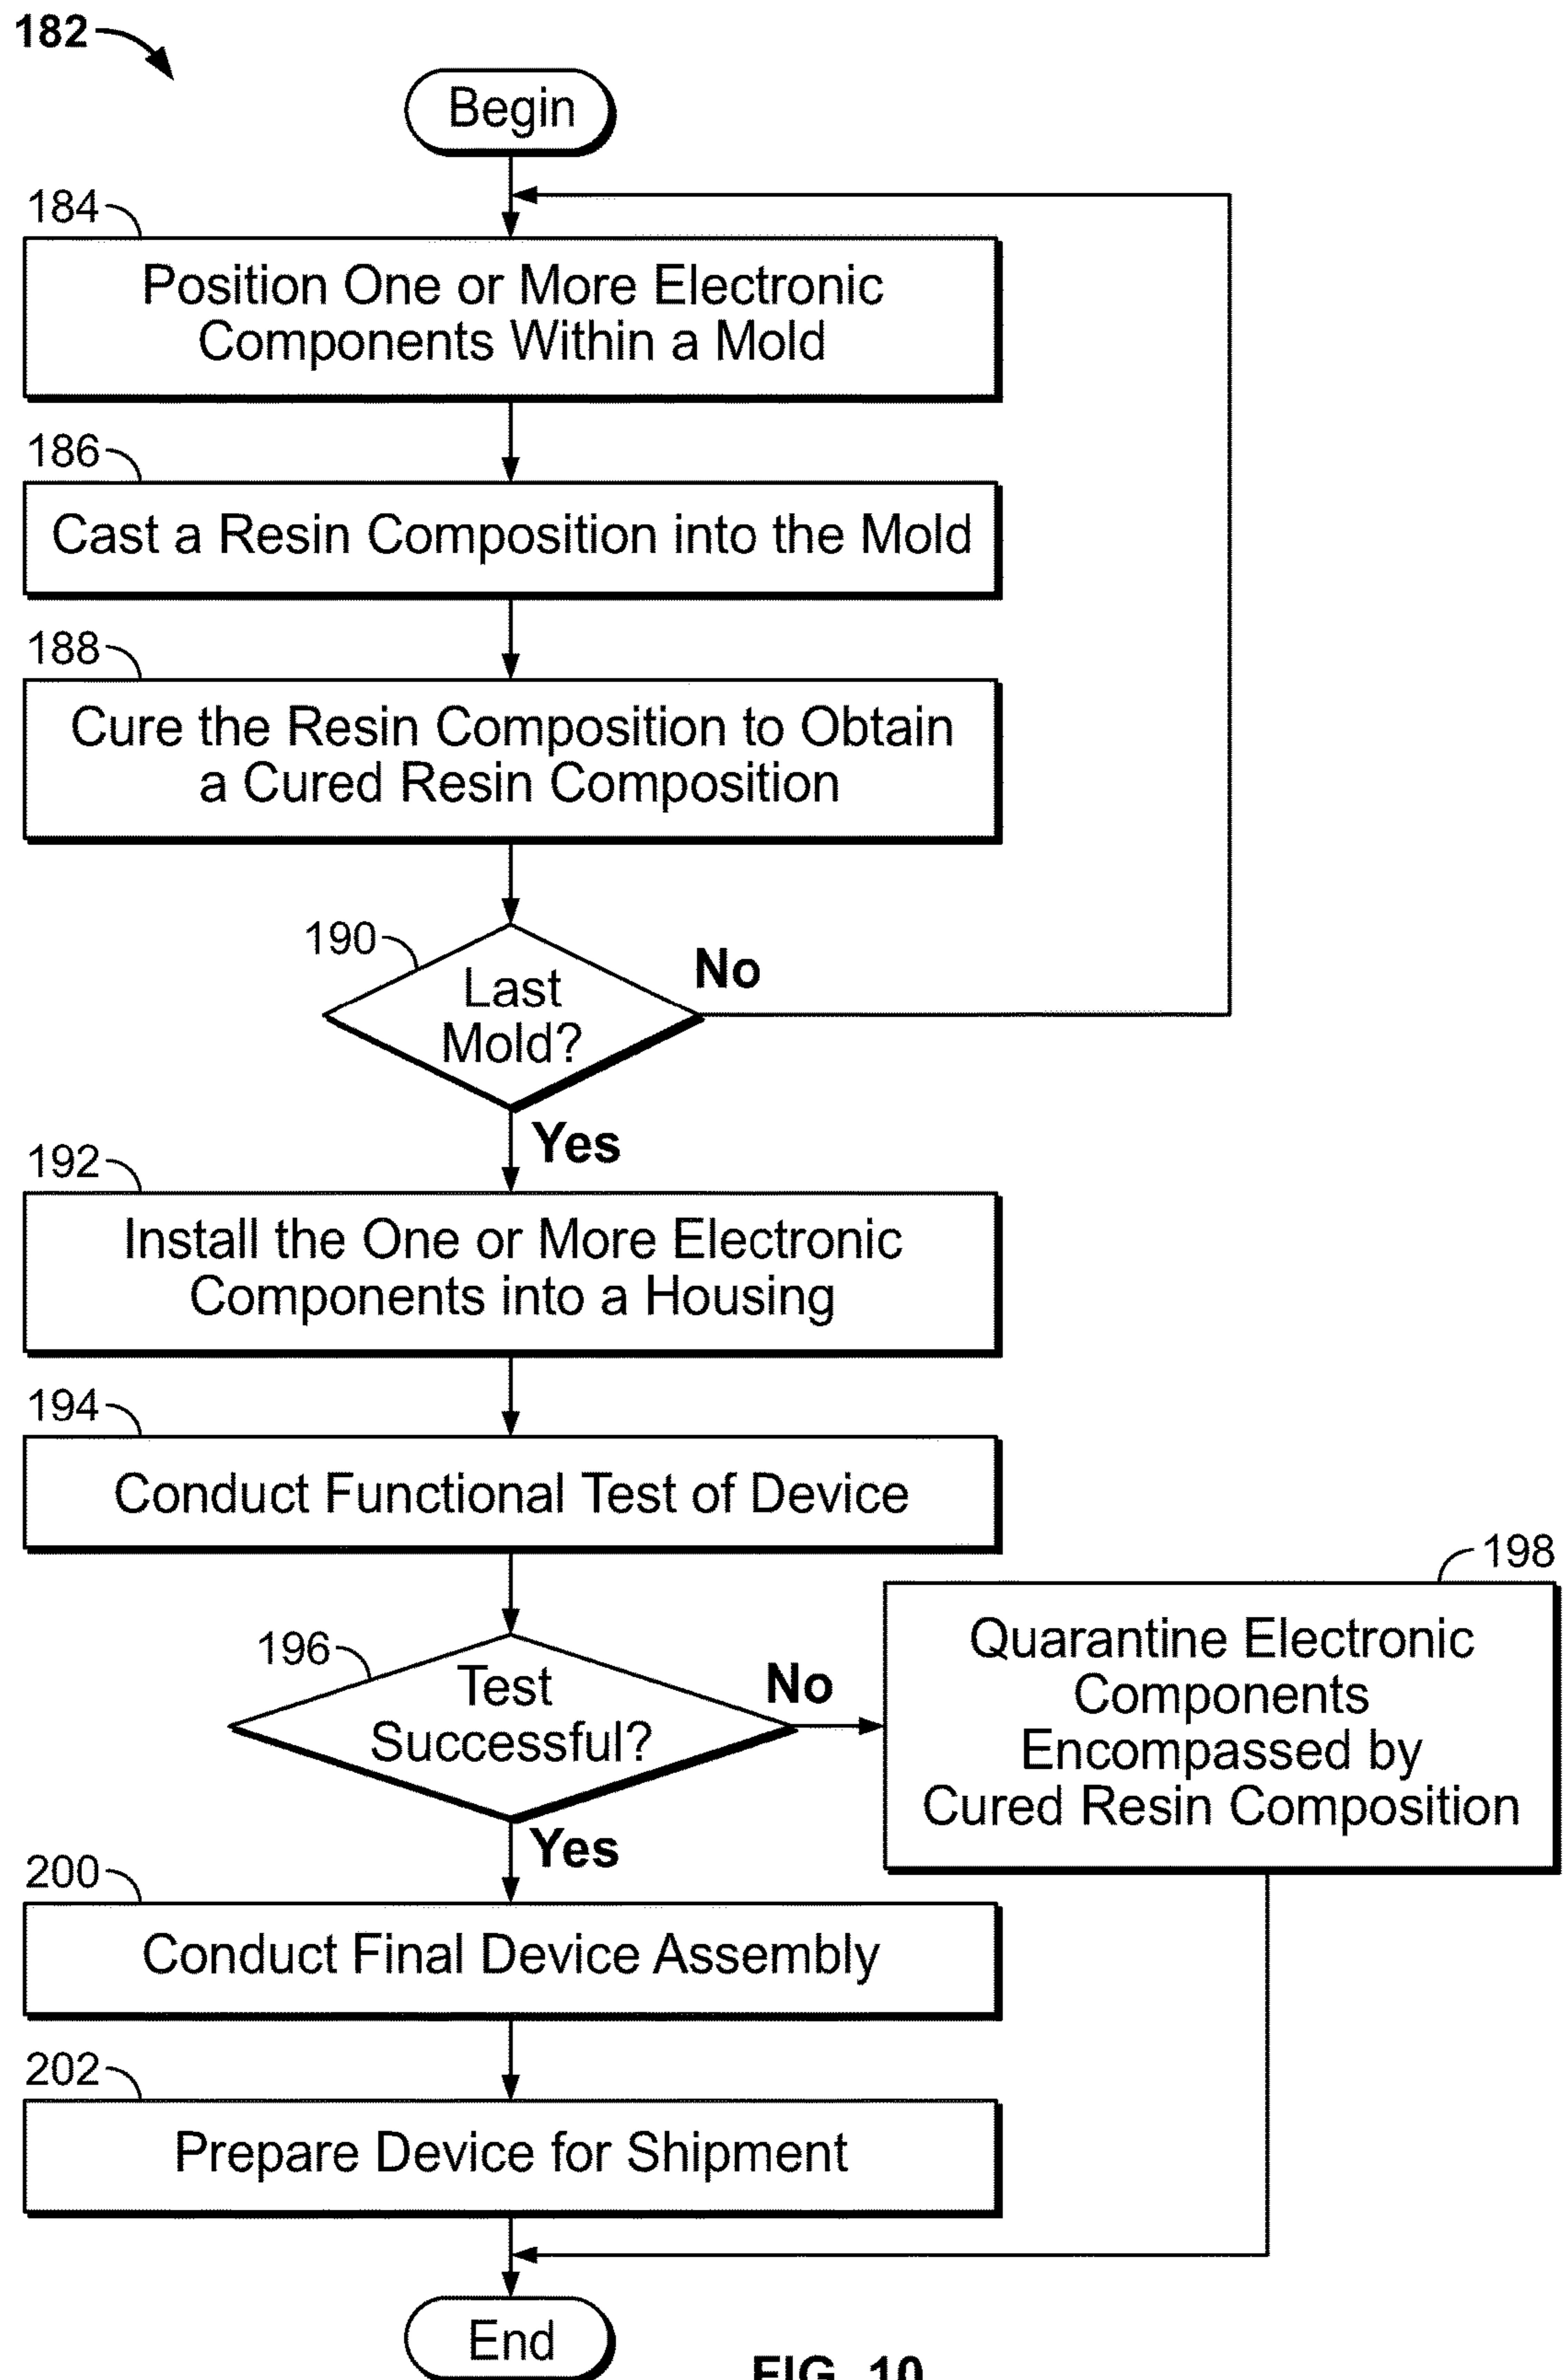 182
Begin
184
Position One or More Electronic
Components Within a Mold
186
Cast a Resin Composition into the Mold
188
Cure the Resin Composition to Obtain
a Cured Resin Composition
190
Last
Mold?
No
Yes
192
Install the One or More Electronic
Components into a Housing
194
Conduct Functional Test of Device
196
Test
Successful?
No
198
Quarantine Electronic
Components
Encompassed by
Cured Resin Composition
Yes
200
Conduct Final Device Assembly
202
Prepare Device for Shipment
End
FIG. 10